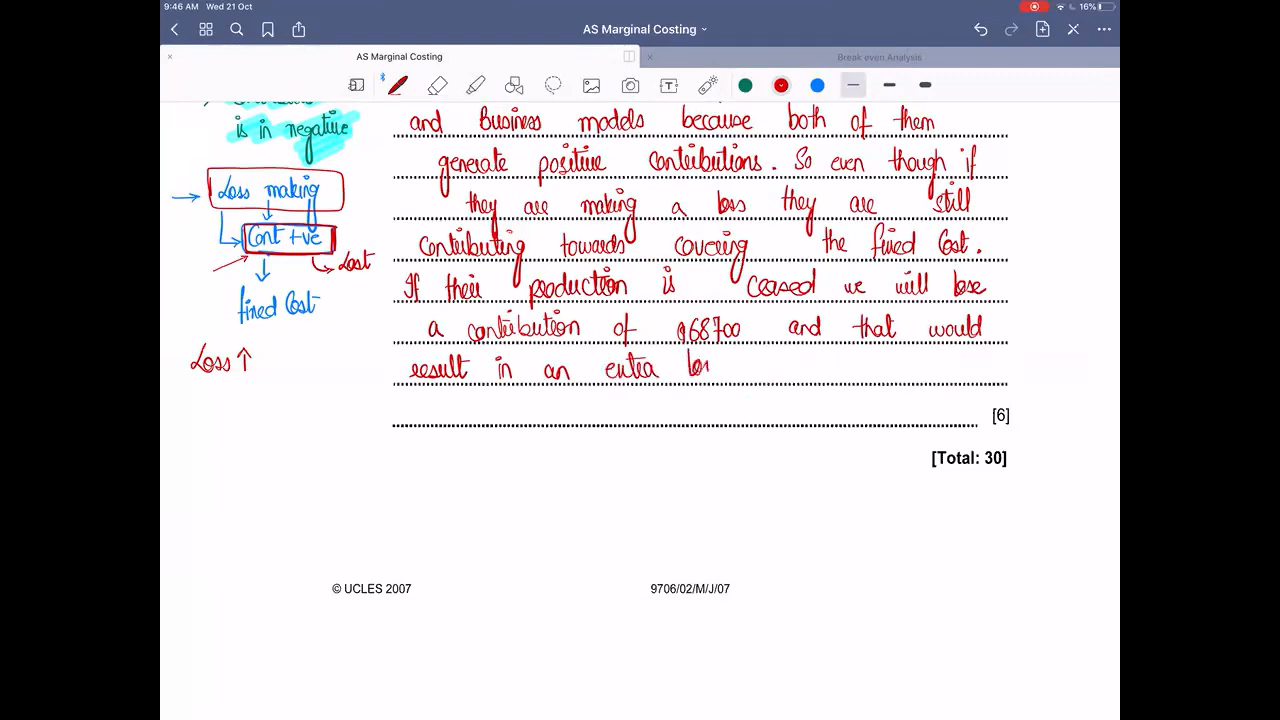 9:46 AM Wed 21 Oct
16%
AS Marginal Costing
AS Marginal Costing
Break even Analysis
is in negative
Loss making
Cont +ve
Lost
fixed Cost
Loss ↑
and Business models because both of them
generate positive contributions. So even though if
they are making a loss they are still
contributing towards covering the fixed Cost.
If their production is ceased we will lose
a contribution of 968700 and that would
result in an extra
[6]
[Total: 30]
© UCLES 2007
9706/02/M/J/07